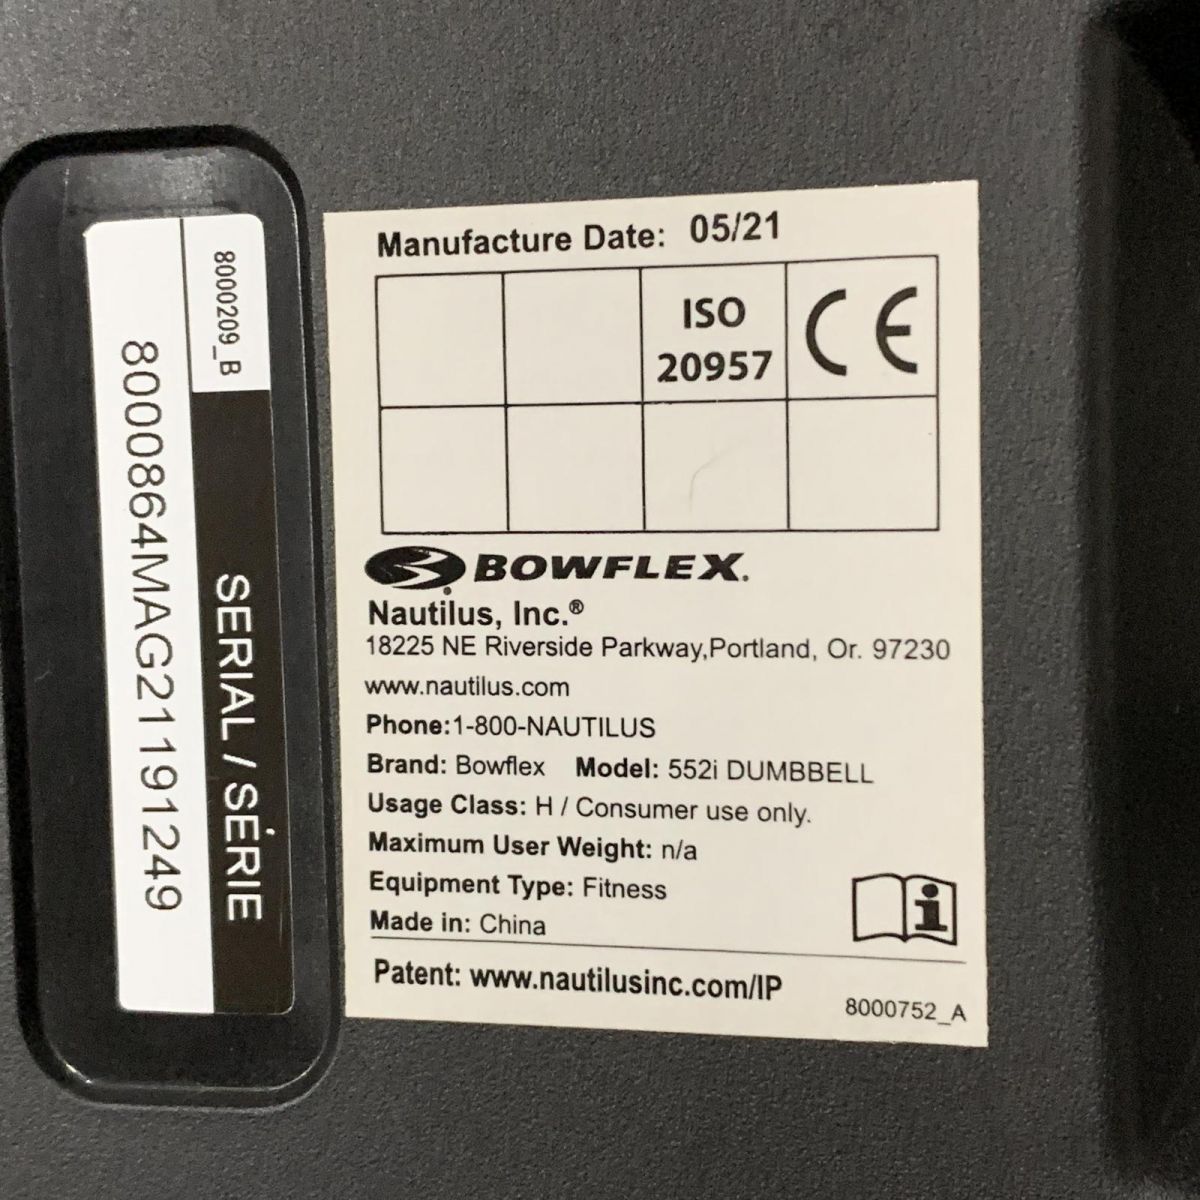 8000209_B
8000864MAG21191249
SERIAL / SÉRIE
Manufacture Date: 05/21
ISO
20957
CE
BOWFLEX.
Nautilus, Inc.®
18225 NE Riverside Parkway,Portland, Or. 97230
www.nautilus.com
Phone:1-800-NAUTILUS
Brand: Bowflex Model: 552i DUMBBELL
Usage Class: H / Consumer use only.
Maximum User Weight: n/a
Equipment Type: Fitness
Made in: China
Patent: www.nautilusinc.com/IP
8000752_A